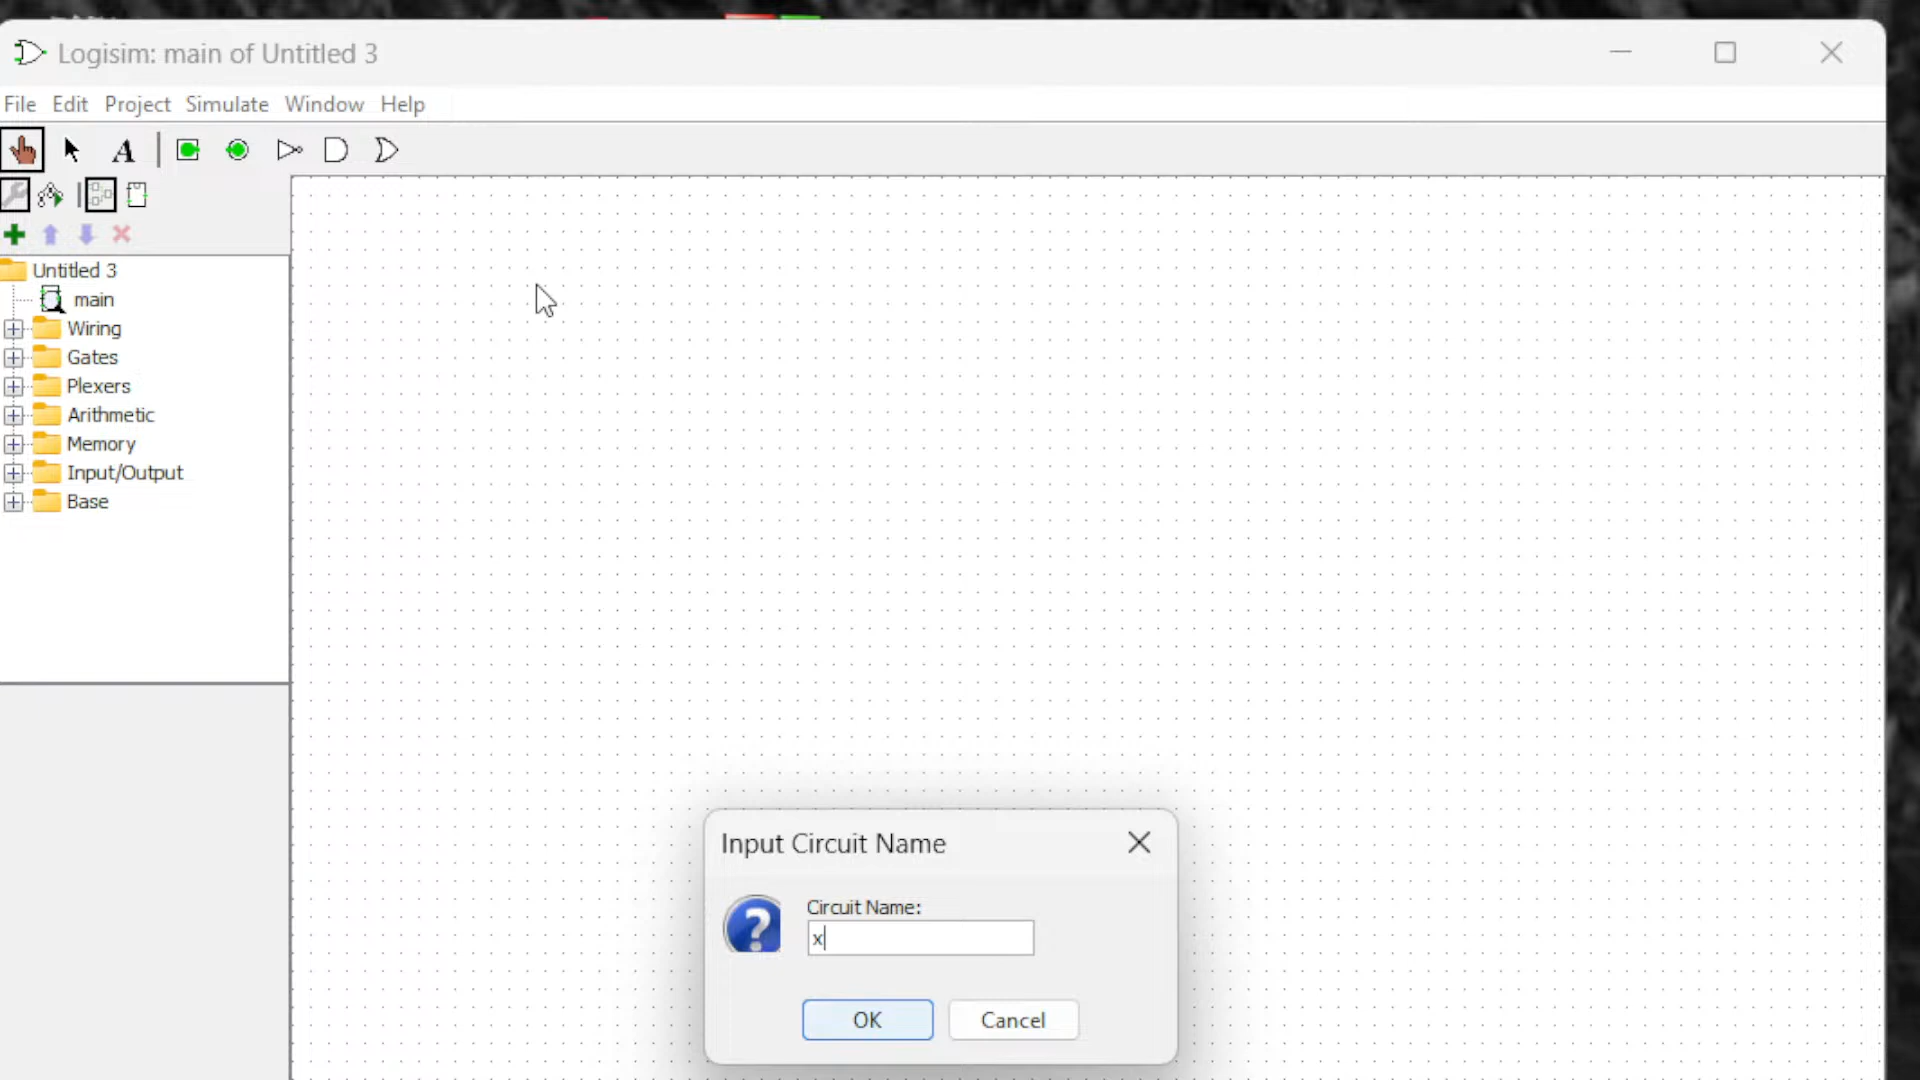 Logisim: main of Untitled 3
File Edit Project Simulate Window Help
A
Untitled 3
main
Wiring
Gates
Plexers
Arithmetic
Memory
Input/Output
Base
Input Circuit Name
Circuit Name:
x
OK Cancel